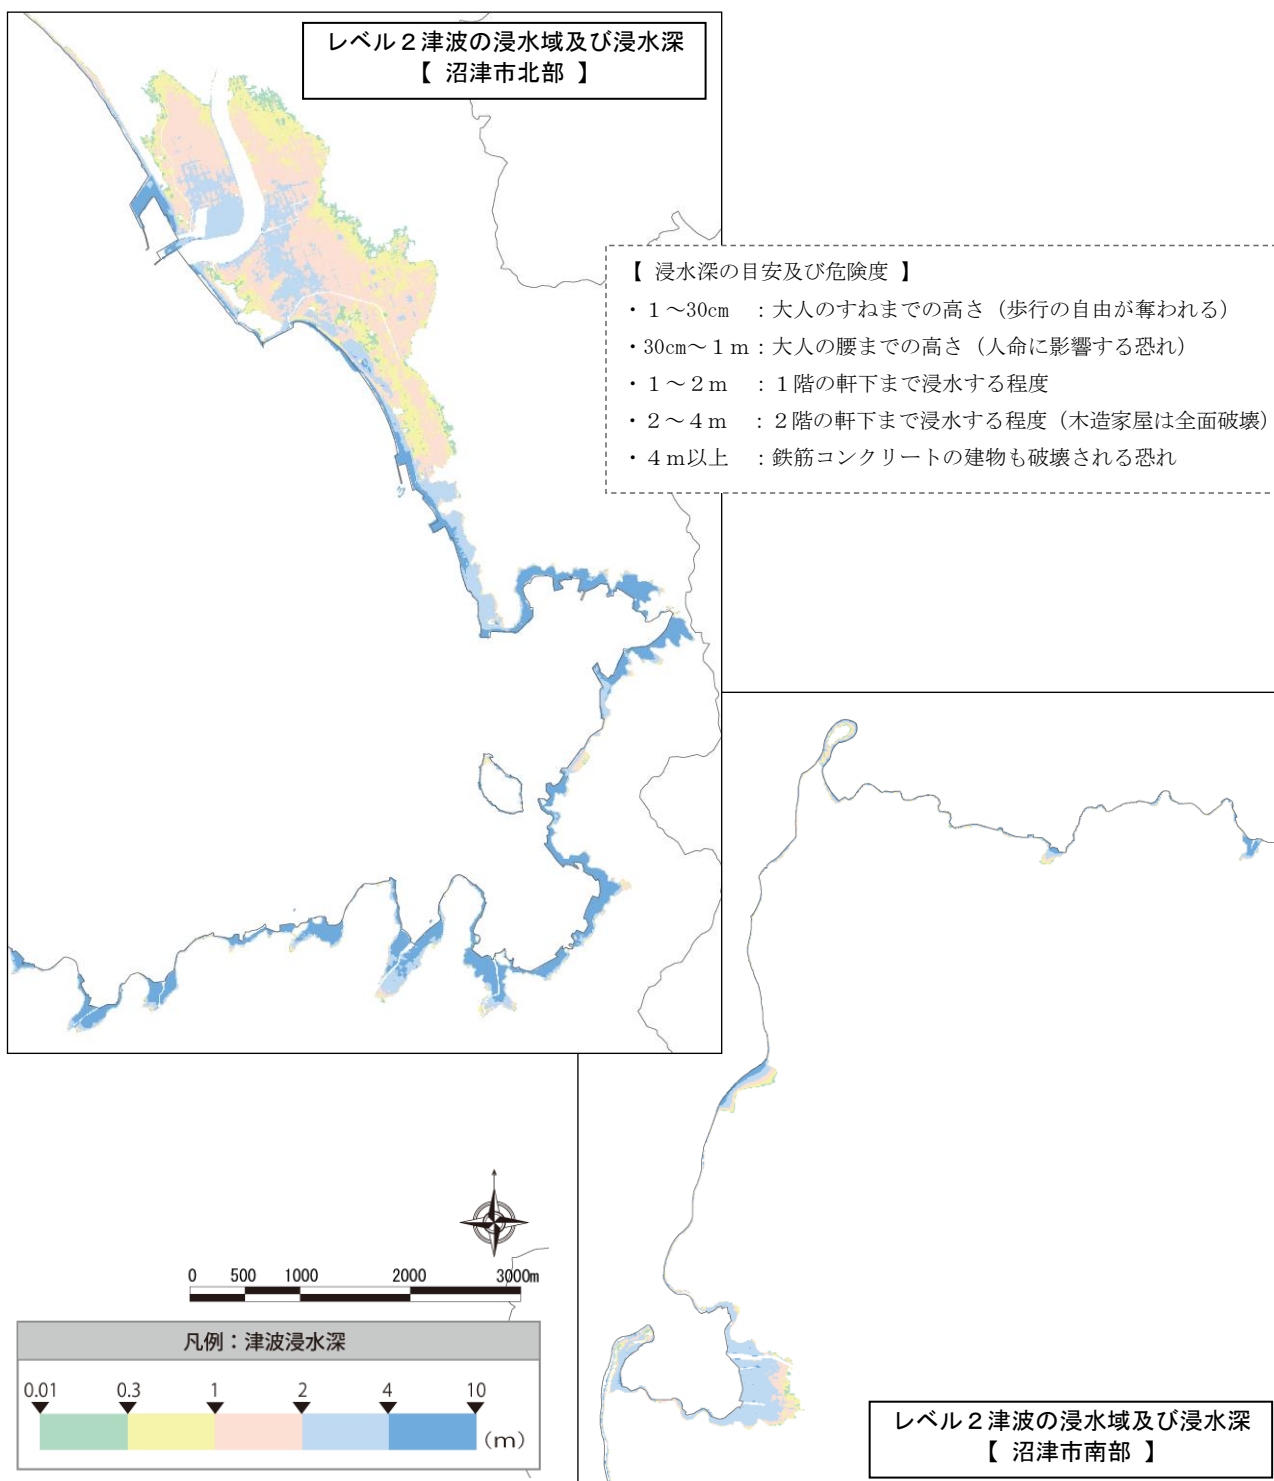 レベル２津波の浸水域及び浸水深
【 沼津市北部 】
【 浸水深の目安及び危険度 】
・１～30cm ：大人のすねまでの高さ（歩行の自由が奪われる）
・30cm～１ｍ：大人の腰までの高さ（人命に影響する恐れ）
・１～２ｍ ：１階の軒下まで浸水する程度
・２～４ｍ ：２階の軒下まで浸水する程度（木造家屋は全面破壊）
・４ｍ以上 ：鉄筋コンクリートの建物も破壊される恐れ
0 500 1000 2000 3000m
凡例：津波浸水深
0.01 0.3 1 2 4 10
(m)
レベル２津波の浸水域及び浸水深
【 沼津市南部 】